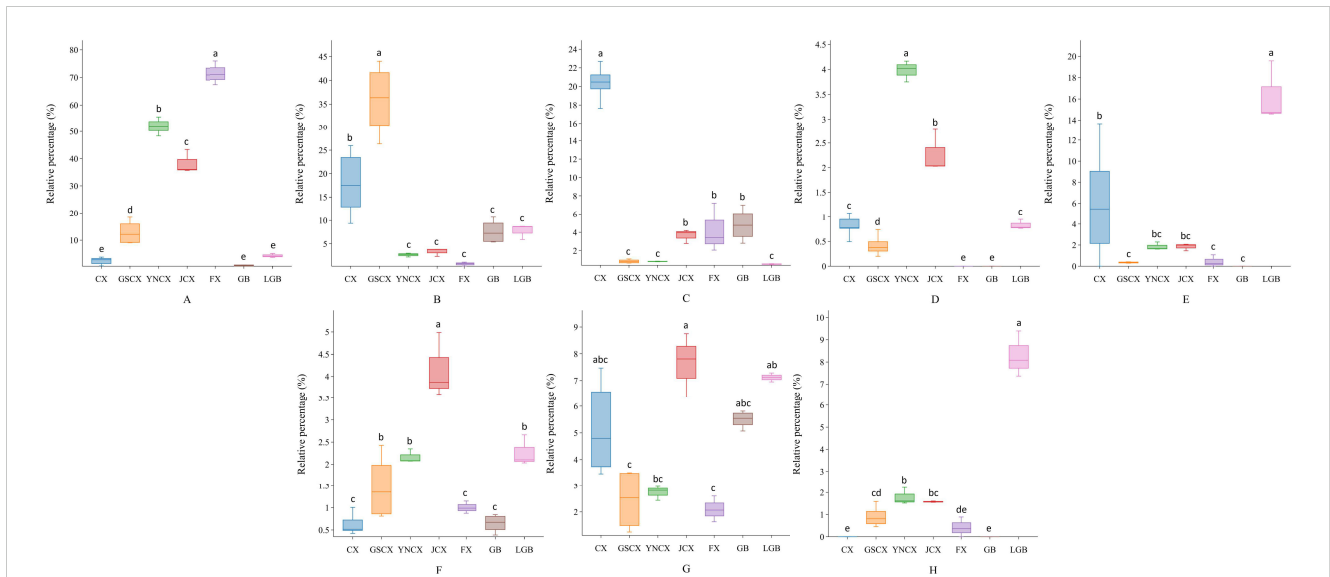 Relative percentage (%)
80
70
60
50
40
30
20
10
e
d
b
c
a
e
e
CX GSCX YNCX JCX FX GB LGB
A
Relative percentage (%)
45
40
35
30
25
20
15
10
5
b
a
c
c
c
c
c
CX GSCX YNCX JCX FX GB LGB
B
Relative percentage (%)
24
22
20
18
16
14
12
10
8
6
4
2
a
c
c
b
b
b
c
CX GSCX YNCX JCX FX GB LGB
C
Relative percentage (%)
4.5
4
3.5
3
2.5
2
1.5
1
0.5
0
c
d
a
b
e
e
c
CX GSCX YNCX JCX FX GB LGB
D
Relative percentage (%)
20
18
16
14
12
10
8
6
4
2
0
b
c
bc
bc
c
c
a
CX GSCX YNCX JCX FX GB LGB
E
Relative percentage (%)
5
4.5
4
3.3
3
2.5
2
1.3
1
0.5
c
b
b
a
c
c
b
CX GSCX YNCX JCX FX GB LGB
F
Relative percentage (%)
9
8
7
6
5
4
3
2
abc
c
bc
a
c
abc
ab
CX GSCX YNCX JCX FX GB LGB
G
Relative percentage (%)
10
9
8
7
6
5
4
3
2
1
0
e
cd
b
bc
de
e
a
CX GSCX YNCX JCX FX GB LGB
H